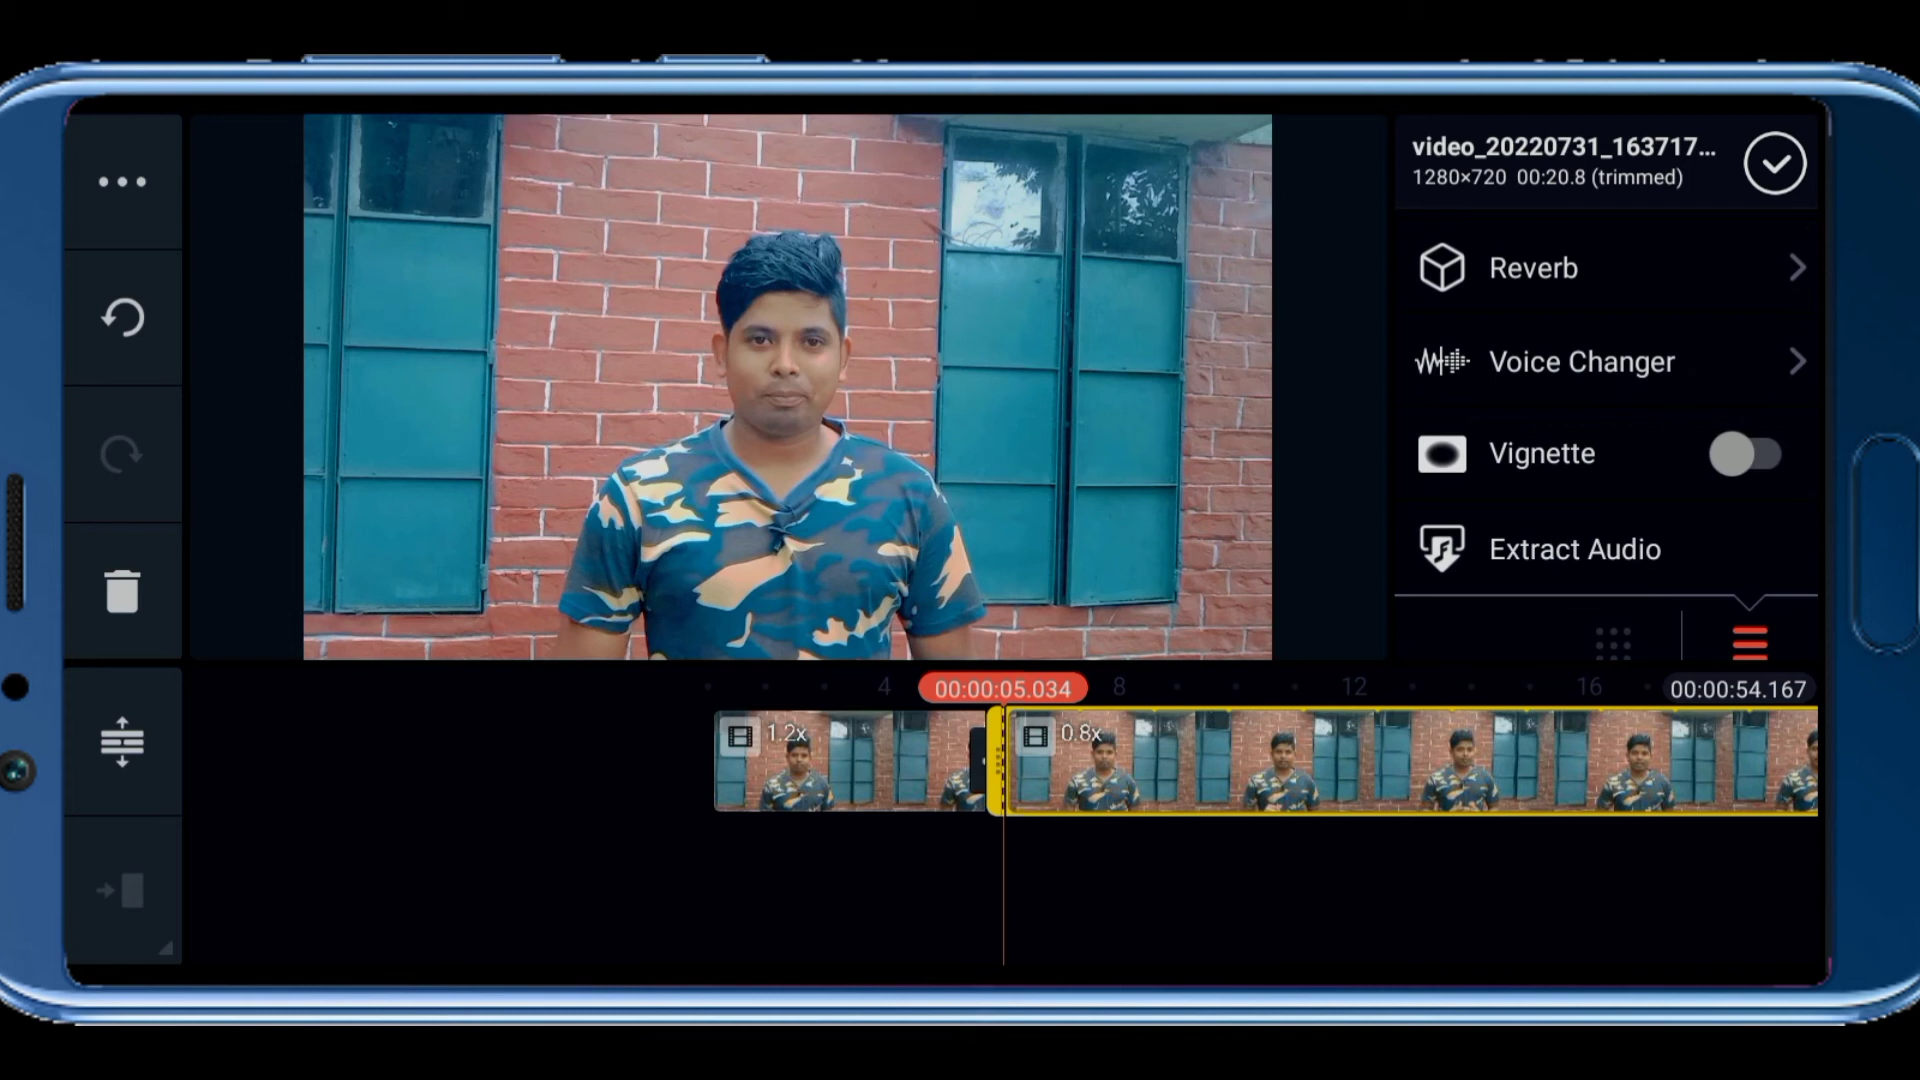 video_20220731_163717...
1280×720 00:20.8 (trimmed)
Reverb
Voice Changer
Vignette
Extract Audio
4
00:00:05.034
8
12
16
00:00:54.167
1.2x
0.8x